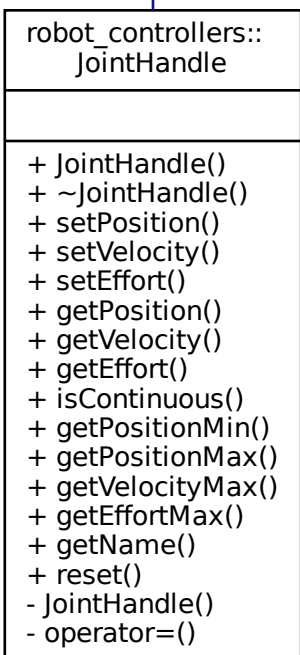 robot_controllers::
JointHandle
+ JointHandle()
+ ~JointHandle()
+ setPosition()
+ setVelocity()
+ setEffort()
+ getPosition()
+ getVelocity()
+ getEffort()
+ isContinuous()
+ getPositionMin()
+ getPositionMax()
+ getVelocityMax()
+ getEffortMax()
+ getName()
+ reset()
- JointHandle()
- operator=()